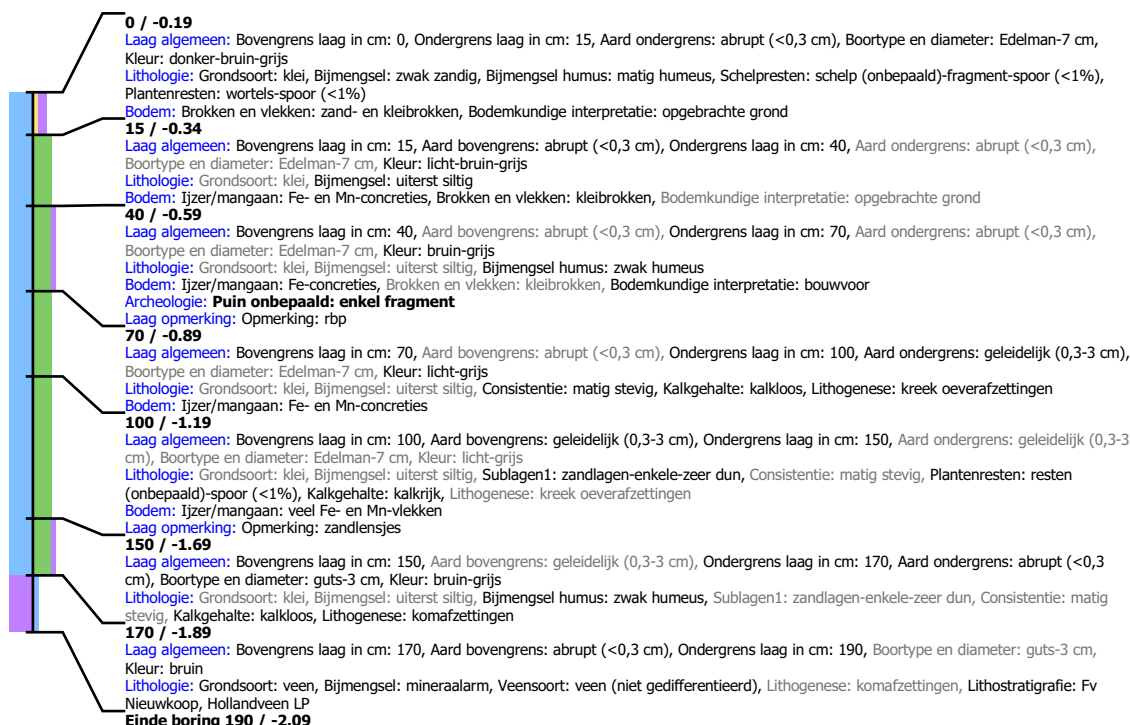 0 / -0.19
Laag algemeen: Bovengrens laag in cm: 0, Ondergrens laag in cm: 15, Aard ondergrens: abrupt (<0,3 cm), Boortype en diameter: Edelman-7 cm,
Kleur: donker-bruin-grijs
Lithologie: Grondsoort: klei, Bijmengsel: zwak zandig, Bijmengsel humus: matig humeus, Schelpresten: schelp (onbepaald)-fragment-spoor (<1%),
Plantenresten: wortels-spoor (<1%)
Bodem: Brokken en vlekken: zand- en kleibrokken, Bodemkundige interpretatie: opgebrachte grond
15 / -0.34
Laag algemeen: Bovengrens laag in cm: 15, Aard bovengrens: abrupt (<0,3 cm), Ondergrens laag in cm: 40, Aard ondergrens: abrupt (<0,3 cm),
Boortype en diameter: Edelman-7 cm, Kleur: licht-bruin-grijs
Lithologie: Grondsoort: klei, Bijmengsel: uiterst siltig
Bodem: Ijzer/mangaan: Fe- en Mn-concreties, Brokken en vlekken: kleibrokken, Bodemkundige interpretatie: opgebrachte grond
40 / -0.59
Laag algemeen: Bovengrens laag in cm: 40, Aard bovengrens: abrupt (<0,3 cm), Ondergrens laag in cm: 70, Aard ondergrens: abrupt (<0,3 cm),
Boortype en diameter: Edelman-7 cm, Kleur: bruin-grijs
Lithologie: Grondsoort: klei, Bijmengsel: uiterst siltig, Bijmengsel humus: zwak humeus
Bodem: Ijzer/mangaan: Fe-concreties, Brokken en vlekken: kleibrokken, Bodemkundige interpretatie: bouwvoor
Archeologie: Puin onbepaald: enkel fragment
Laag opmerking: Opmerking: rbp
70 / -0.89
Laag algemeen: Bovengrens laag in cm: 70, Aard bovengrens: abrupt (<0,3 cm), Ondergrens laag in cm: 100, Aard ondergrens: geleidelijk (0,3-3 cm),
Boortype en diameter: Edelman-7 cm, Kleur: licht-grijs
Lithologie: Grondsoort: klei, Bijmengsel: uiterst siltig, Consistentie: matig stevig, Kalkgehalte: kalkloos, Lithogenese: kreek oeverafzettingen
Bodem: Ijzer/mangaan: Fe- en Mn-concreties
100 / -1.19
Laag algemeen: Bovengrens laag in cm: 100, Aard bovengrens: geleidelijk (0,3-3 cm), Ondergrens laag in cm: 150, Aard ondergrens: geleidelijk (0,3-3
cm), Boortype en diameter: Edelman-7 cm, Kleur: licht-grijs
Lithologie: Grondsoort: klei, Bijmengsel: uiterst siltig, Sublagen1: zandlagen-enkele-zeer dun, Consistentie: matig stevig, Plantenresten: resten
(onbepaald)-spoor (<1%), Kalkgehalte: kalkrijk, Lithogenese: kreek oeverafzettingen
Bodem: Ijzer/mangaan: veel Fe- en Mn-vlekken
Laag opmerking: Opmerking: zandlensjes
150 / -1.69
Laag algemeen: Bovengrens laag in cm: 150, Aard bovengrens: geleidelijk (0,3-3 cm), Ondergrens laag in cm: 170, Aard ondergrens: abrupt (<0,3
cm), Boortype en diameter: guts-3 cm, Kleur: bruin-grijs
Lithologie: Grondsoort: klei, Bijmengsel: uiterst siltig, Bijmengsel humus: zwak humeus, Sublagen1: zandlagen-enkele-zeer dun, Consistentie: matig
stevig, Kalkgehalte: kalkloos, Lithogenese: komafzettingen
170 / -1.89
Laag algemeen: Bovengrens laag in cm: 170, Aard bovengrens: abrupt (<0,3 cm), Ondergrens laag in cm: 190, Boortype en diameter: guts-3 cm,
Kleur: bruin
Lithologie: Grondsoort: veen, Bijmengsel: mineraalarm, Veensoort: veen (niet gedifferentieerd), Lithogenese: komafzettingen, Lithostratigrafie: Fv
Nieuwkoop, Hollandveen LP
Einde boring 190 / -2.09